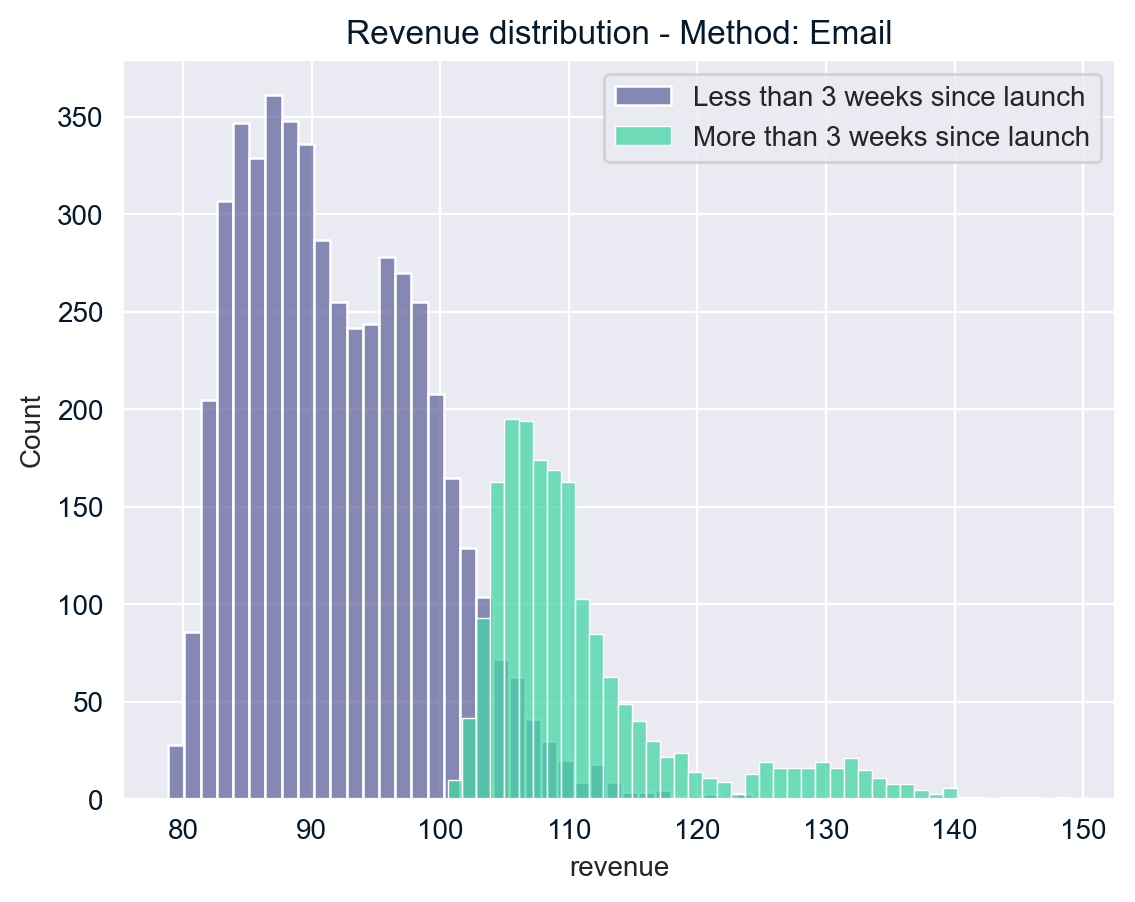 Revenue distribution - Method: Email
Less than 3 weeks since launch
More than 3 weeks since launch
350
300
250
200
150
100
50
0
Count
80 90 100 110 120 130 140 150
revenue